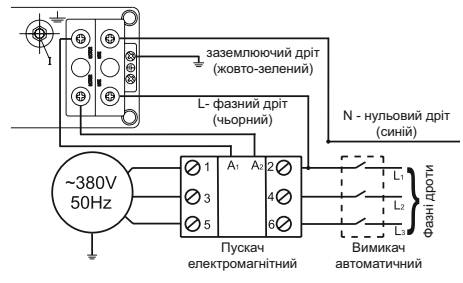 заземлюючий дріт
(жовто-зелений)
L- фазний дріт
(чьорний)
N - нульовий дріт
(синій)
I
~380V
50Hz
1
A1
A2
2
3
4
5
6
L1
L2
L3
Фазні дроти
Пускач
електромагнітний
Вимикач
автоматичний